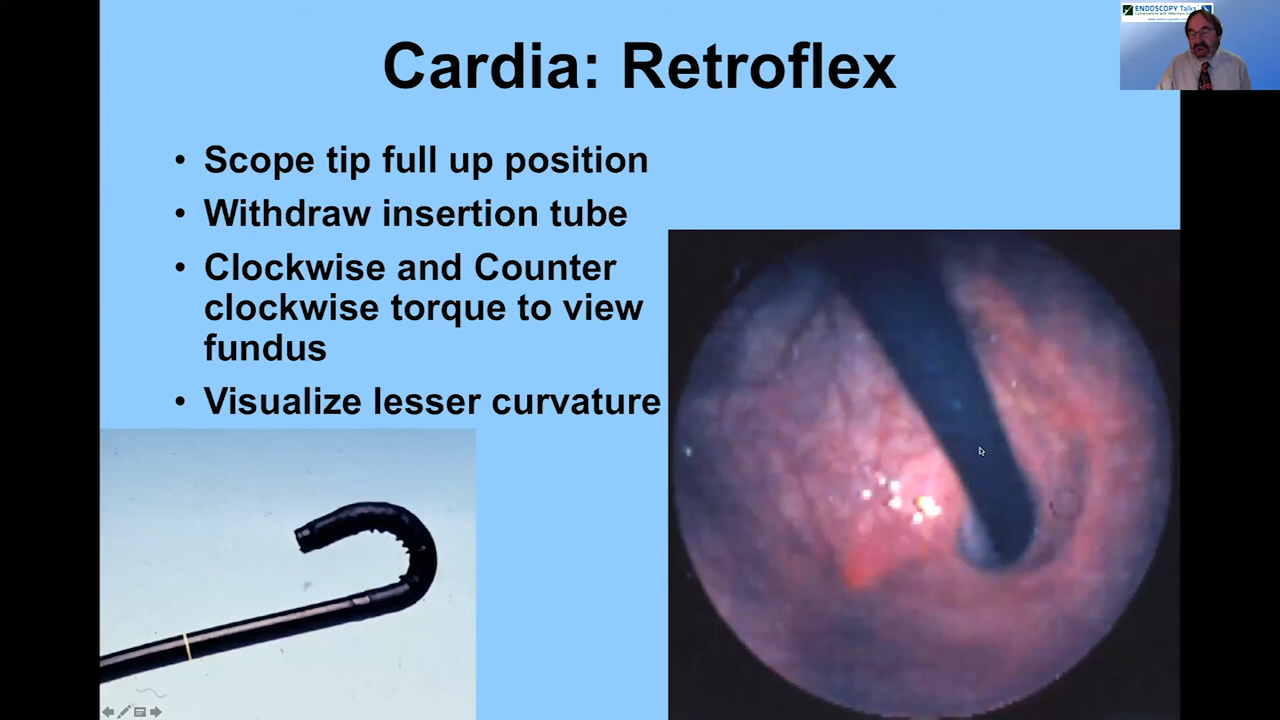 Cardia: Retroflex
ENDOSCOPY Talks
• Scope tip full up position
• Withdraw insertion tube
• Clockwise and Counter
clockwise torque to view
fundus
• Visualize lesser curvature